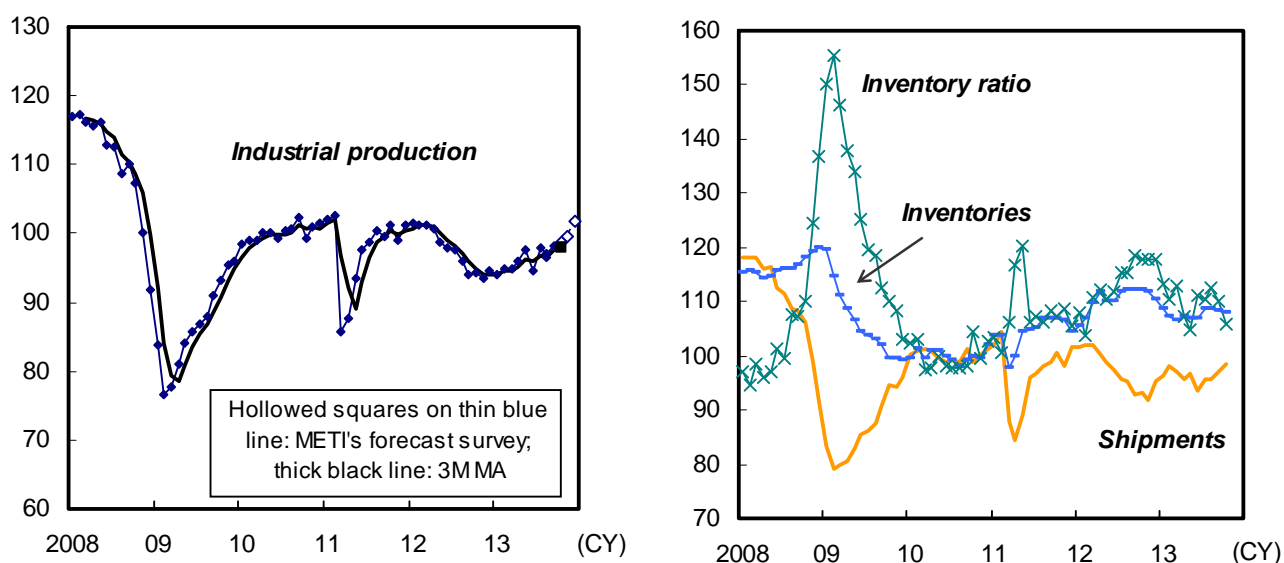 130
120
110
100
90
80
70
60
Industrial production
Hollowed squares on thin blue
line: METI's forecast survey;
thick black line: 3MMA
2008 09 10 11 12 13 (CY)
160
150
140
130
120
110
100
90
80
70
Inventory ratio
Inventories
Shipments
2008 09 10 11 12 13 (CY)